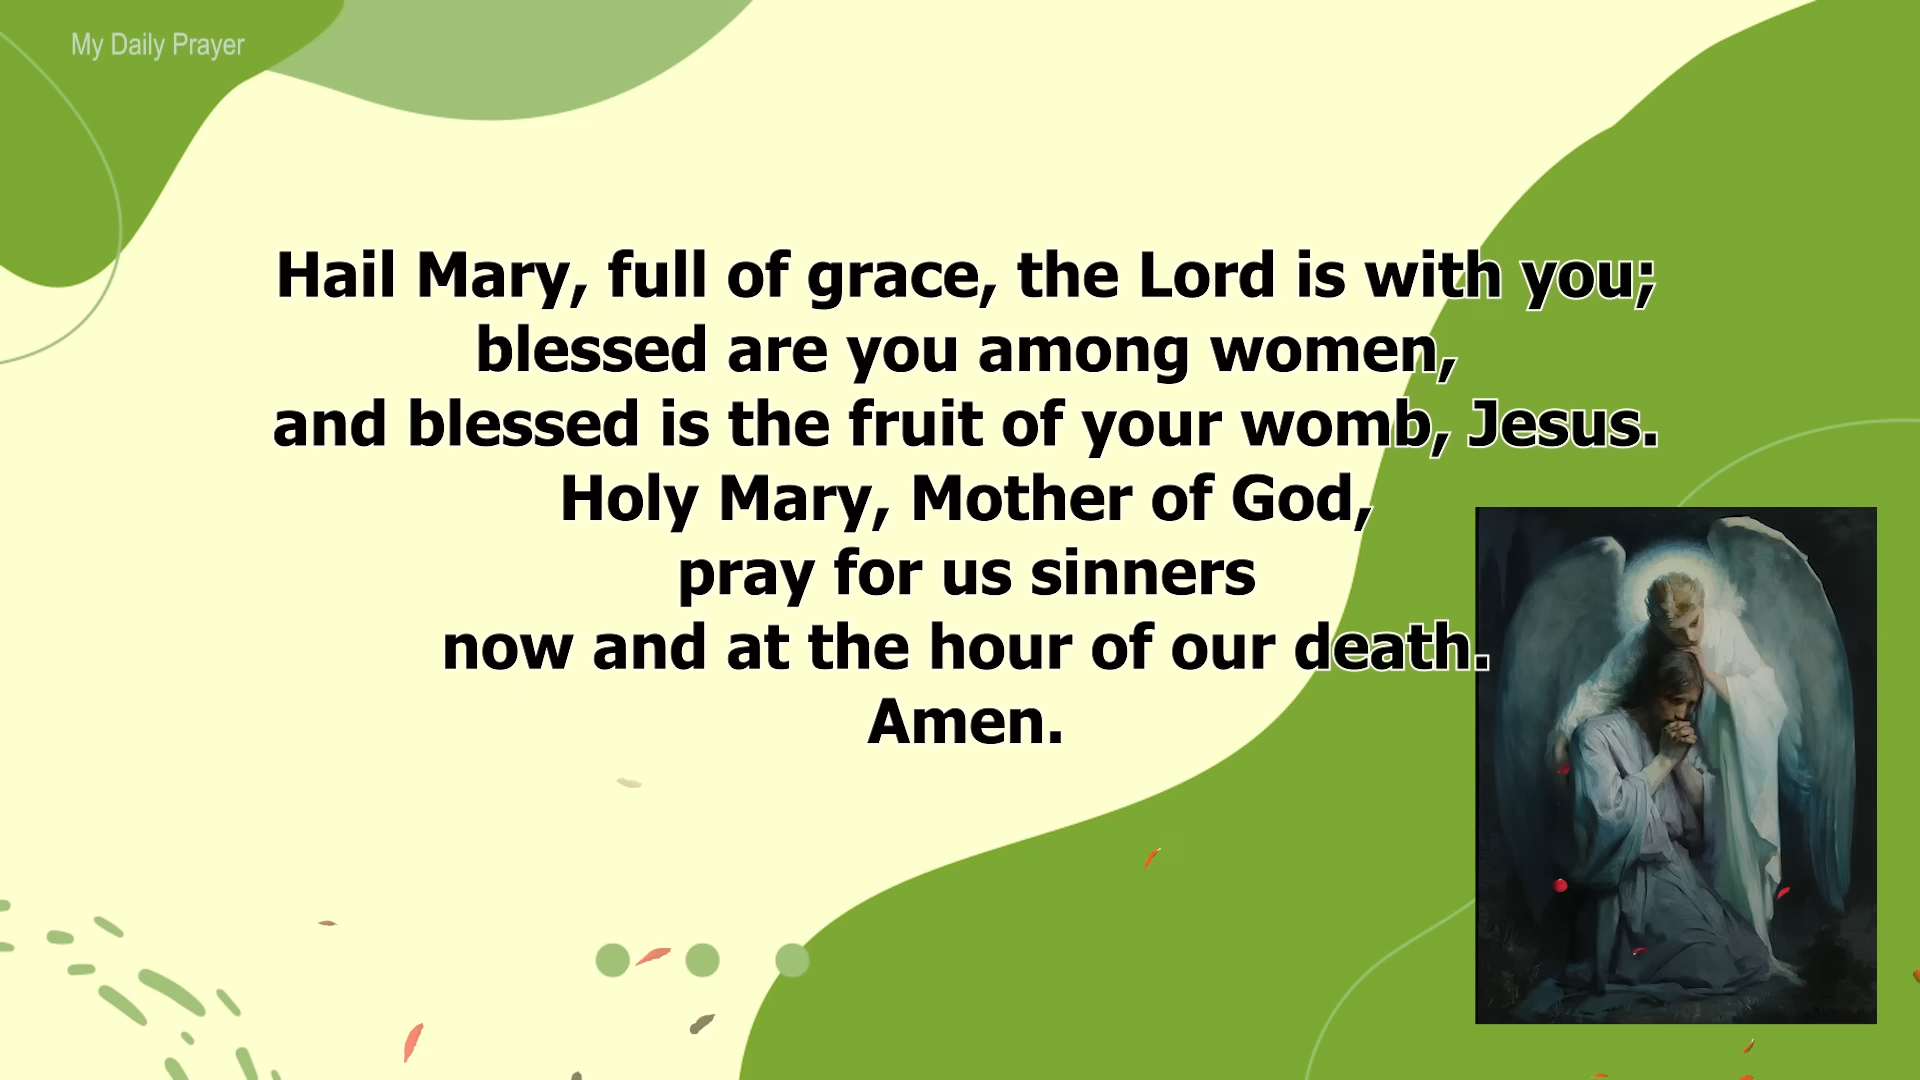 My Daily Prayer
Hail Mary, full of grace, the Lord is with you;
blessed are you among women,
and blessed is the fruit of your womb, Jesus.
Holy Mary, Mother of God,
pray for us sinners
now and at the hour of our death.
Amen.